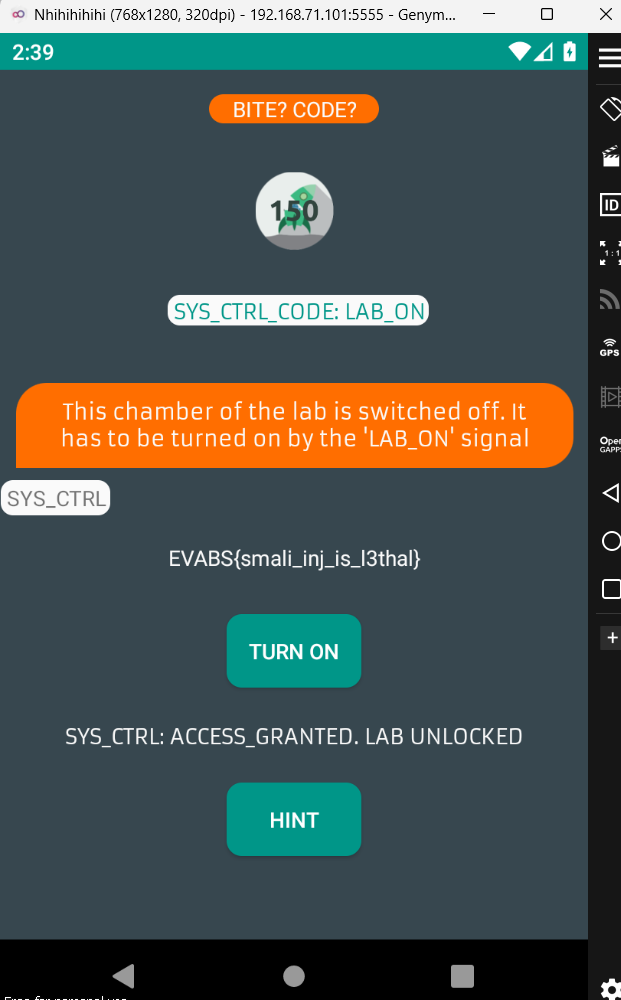 Nhihihihihi (768x1280, 320dpi) - 192.168.71.101:5555 - Genym...
2:39
BITE? CODE?
150
SYS_CTRL_CODE: LAB_ON
This chamber of the lab is switched off. It
has to be turned on by the 'LAB_ON' signal
SYS_CTRL
EVABS{smali_inj_is_l3thal}
TURN ON
SYS_CTRL: ACCESS_GRANTED. LAB UNLOCKED
HINT
ID
1:1
GPS
Open
GAPPS
Free for personal use